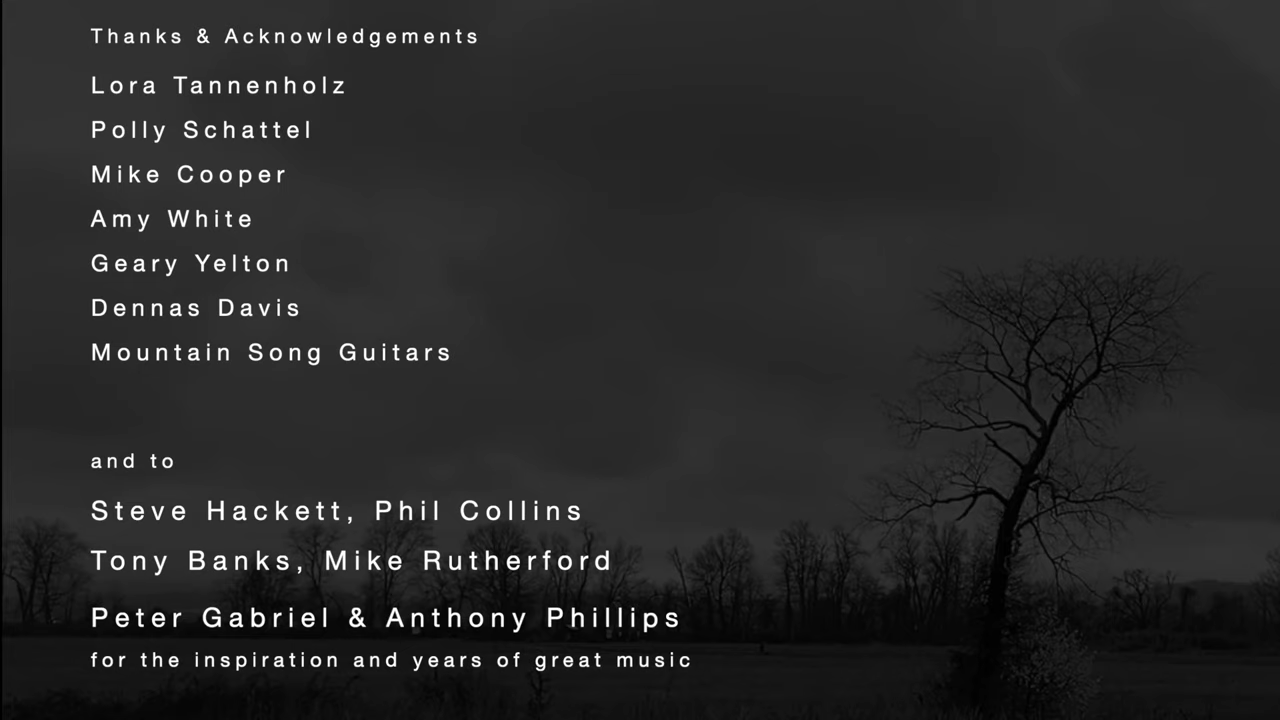 Thanks & Acknowledgements
Lora Tannenholz
Polly Schattel
Mike Cooper
Amy White
Geary Yelton
Dennas Davis
Mountain Song Guitars
and to
Steve Hackett, Phil Collins
Tony Banks, Mike Rutherford
Peter Gabriel & Anthony Phillips
for the inspiration and years of great music